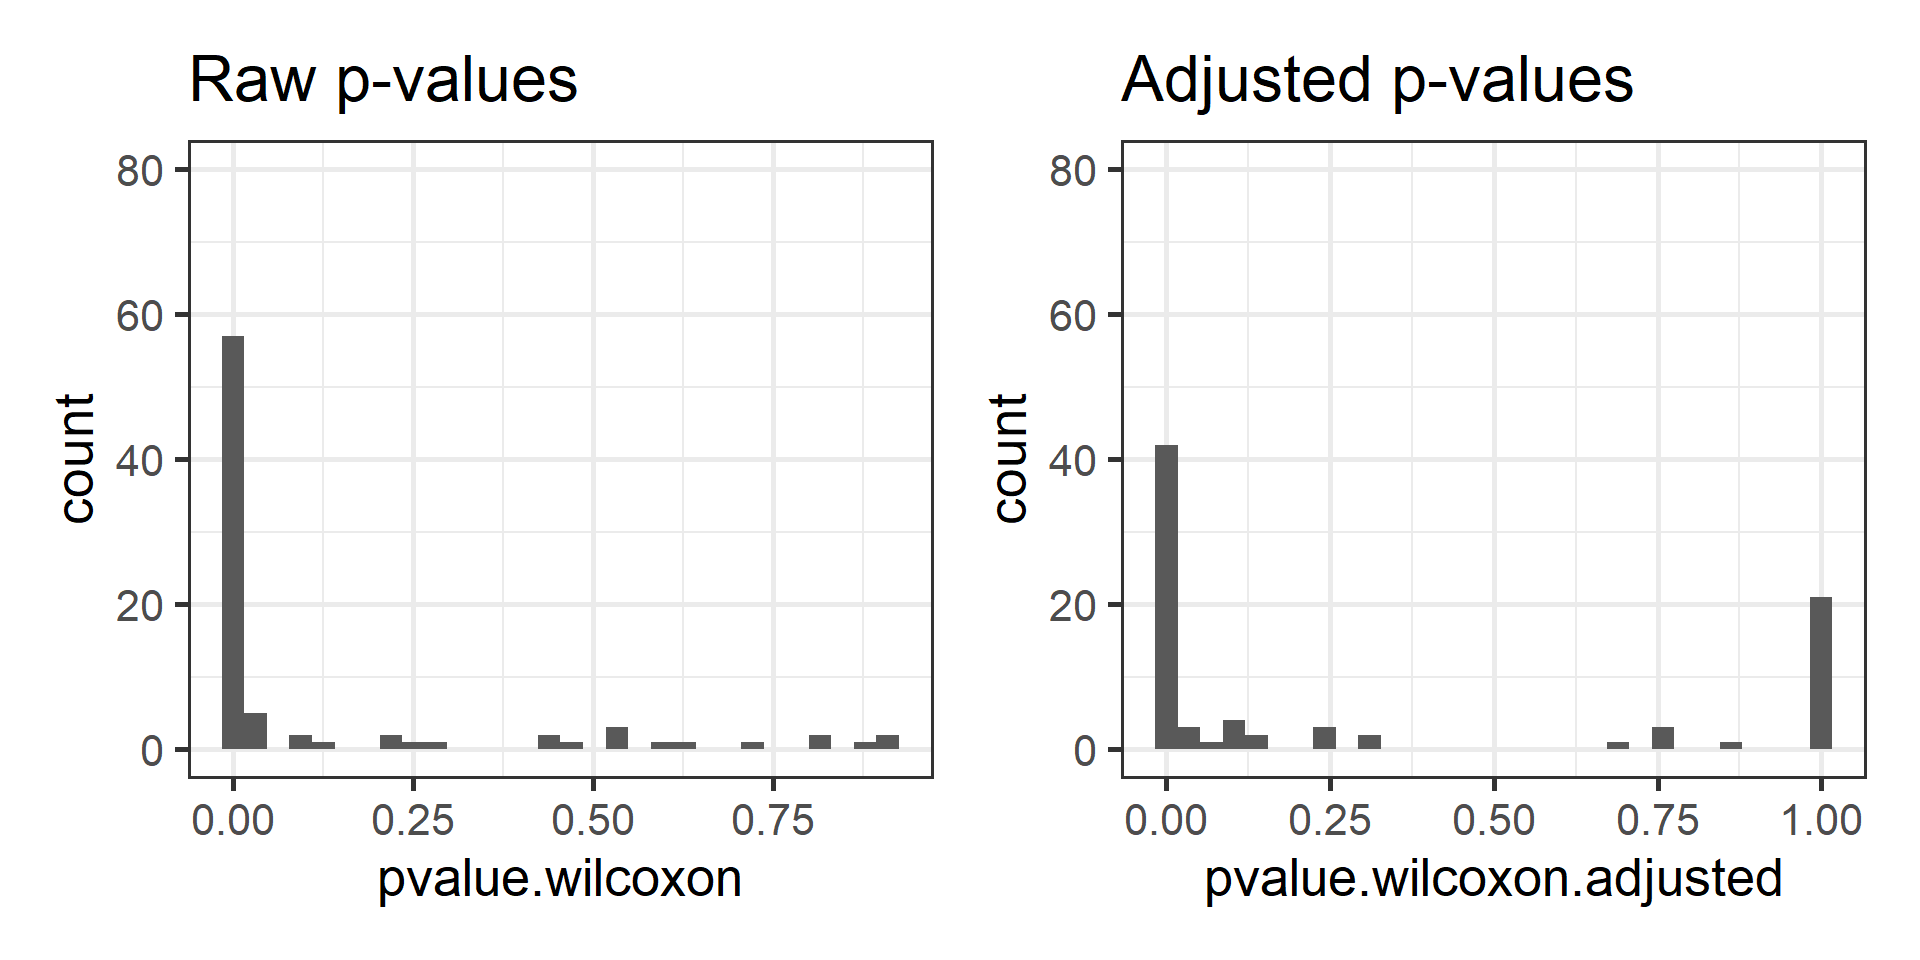 Raw p-values
80
60
40
20
0
count
0.00 0.25 0.50 0.75
pvalue.wilcoxon
Adjusted p-values
80
60
40
20
0
count
0.00 0.25 0.50 0.75 1.00
pvalue.wilcoxon.adjusted